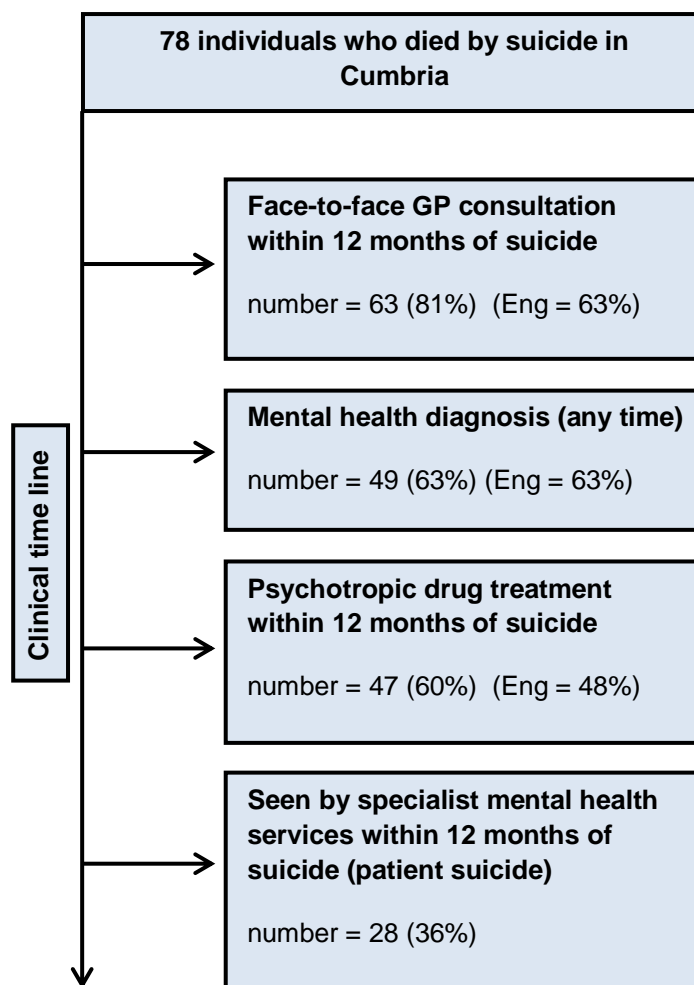 78 individuals who died by suicide in
Cumbria
Face-to-face GP consultation
within 12 months of suicide
number = 63 (81%)  (Eng = 63%)
Mental health diagnosis (any time)
number = 49 (63%) (Eng = 63%)
Clinical time line
Psychotropic drug treatment
within 12 months of suicide
number = 47 (60%)  (Eng = 48%)
Seen by specialist mental health
services within 12 months of
suicide (patient suicide)
number = 28 (36%)